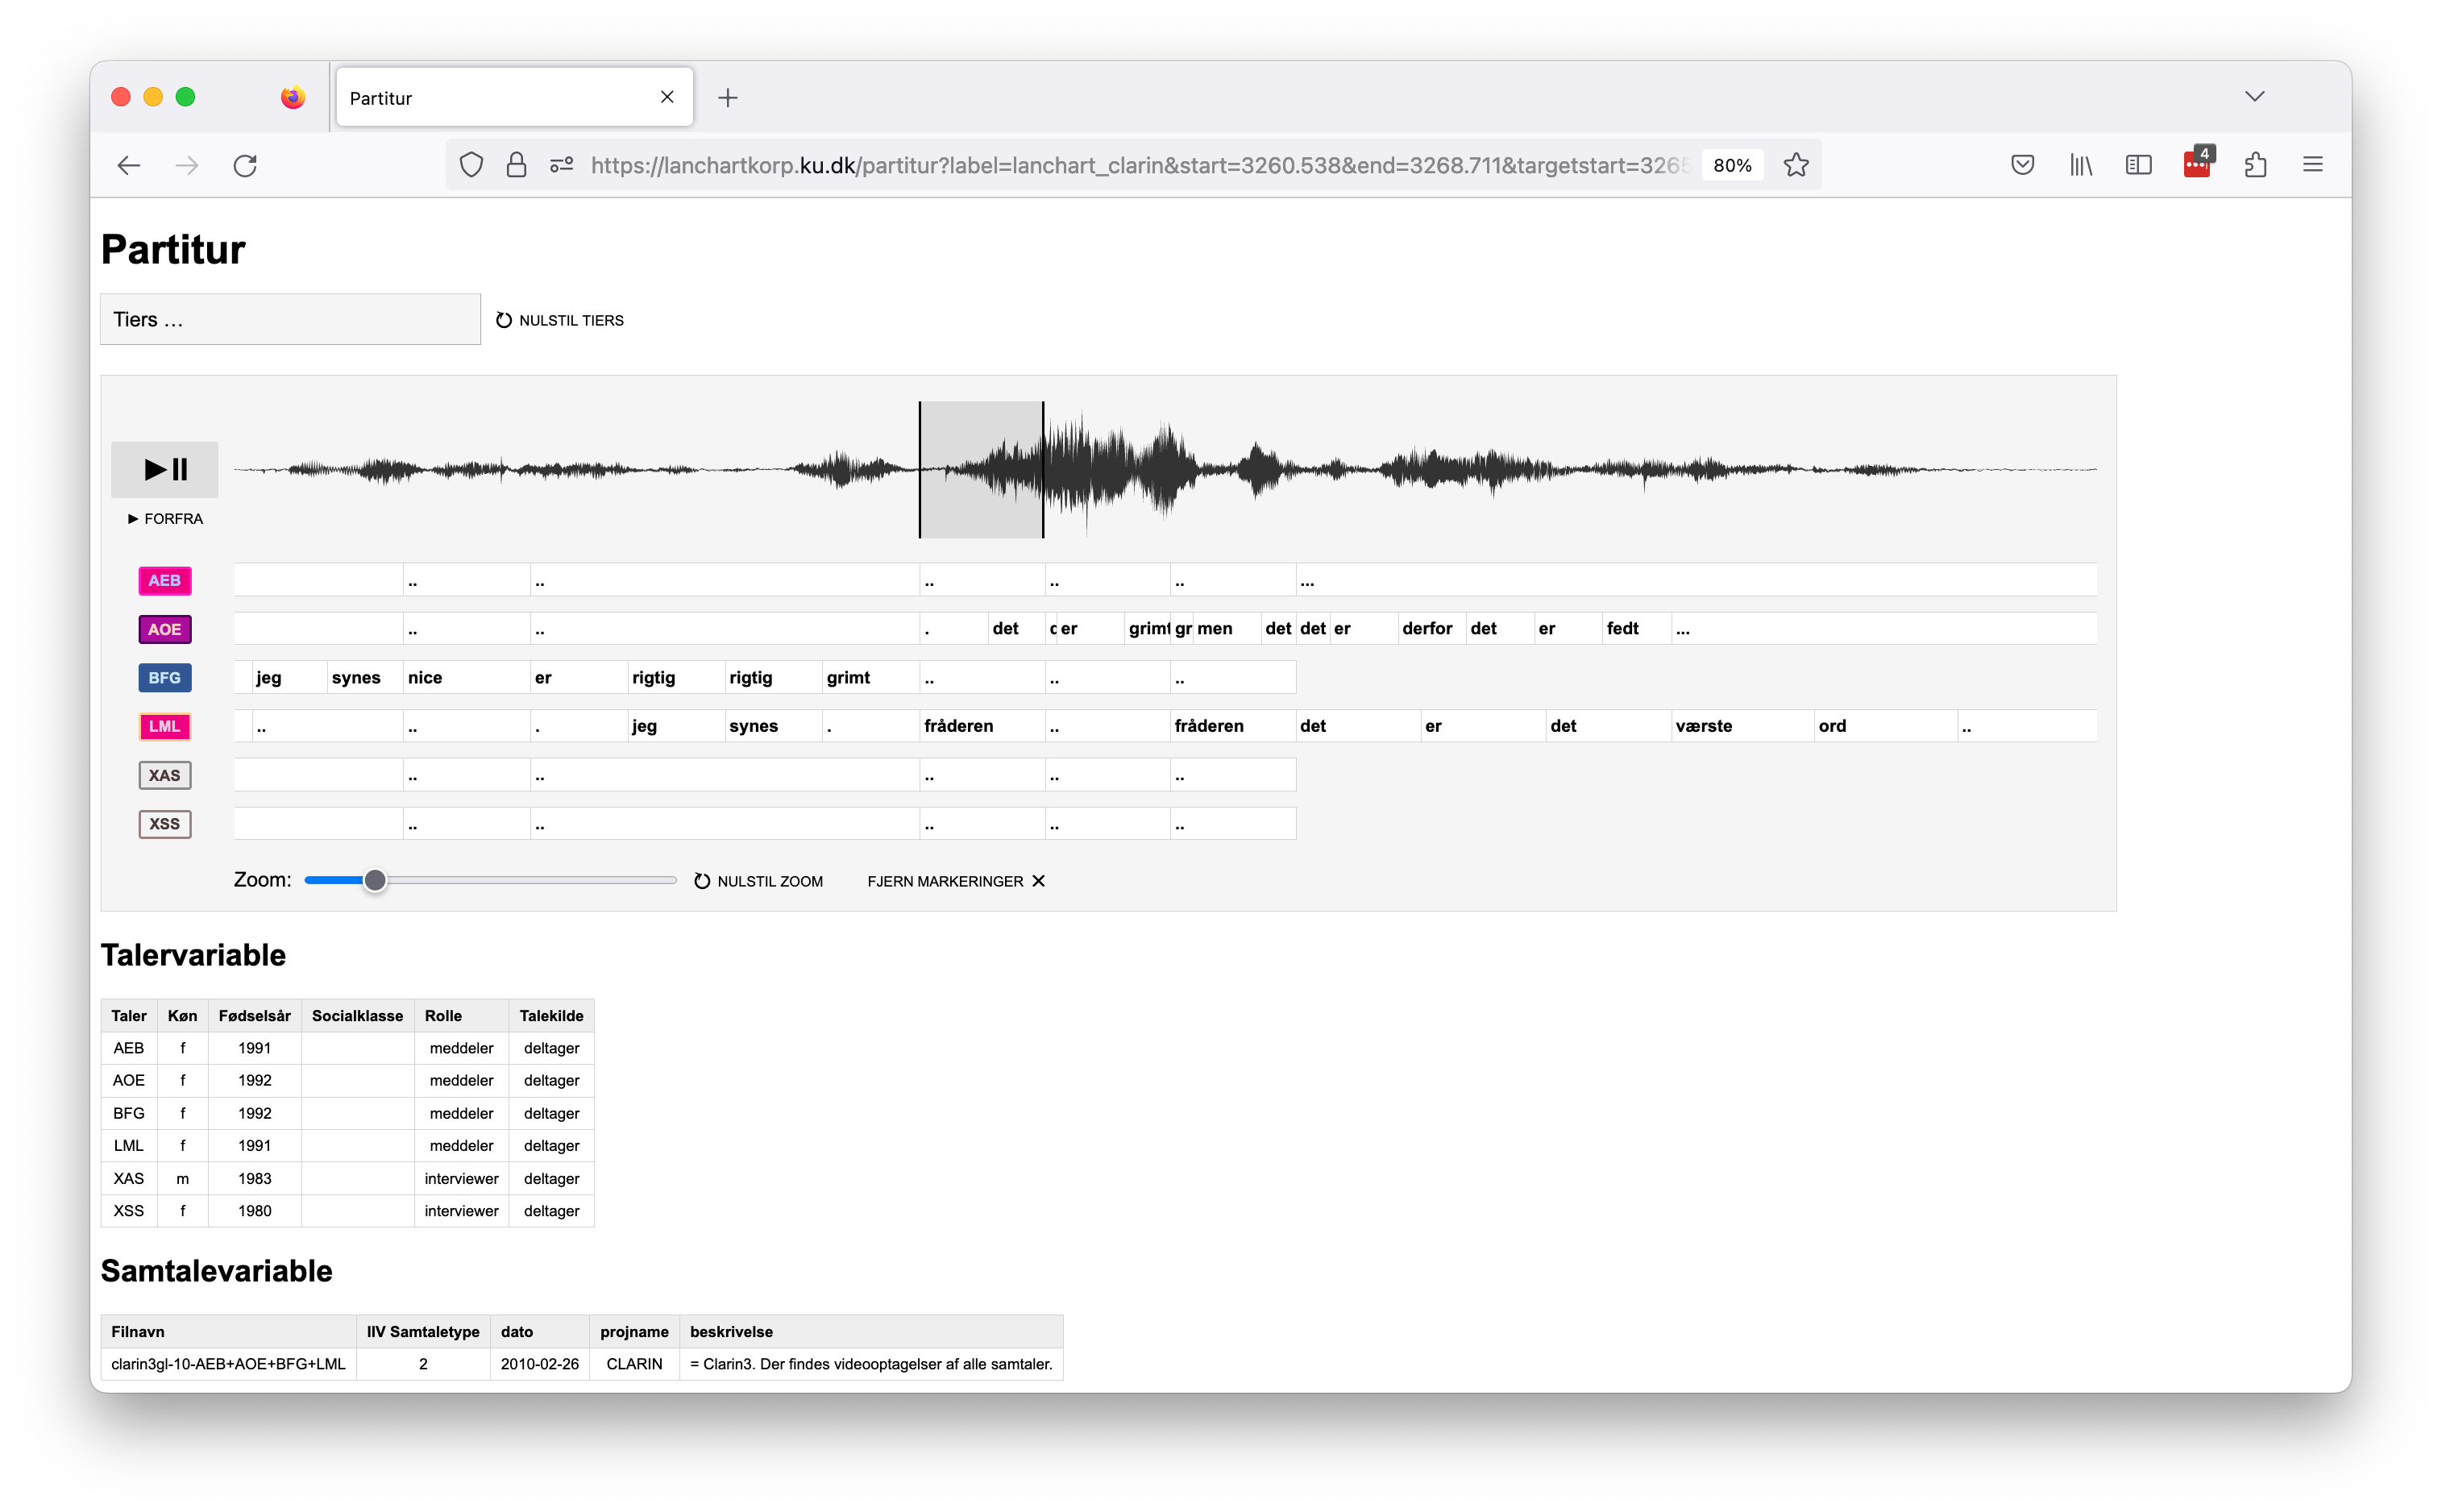 Partitur
4
https://lanchartkorp.ku.dk/partitur?label=lanchart_clarin&start=3260.538&end=3268.711&targetstart=3265 80%
Partitur
Tiers … NULSTIL TIERS
FORFRA
AEB .. .. .. .. .. ...
AOE .. .. . det er grimt gr men det det er derfor det er fedt ...
BFG jeg synes nice er rigtig rigtig grimt .. .. ..
LML .. .. . jeg synes . fråderen .. fråderen det er det værste ord ..
XAS .. .. .. .. ..
XSS .. .. .. .. ..
Zoom: NULSTIL ZOOM FJERN MARKERINGER
Talervariable
Taler Køn Fødselsår Socialklasse Rolle Talekilde
AEB f 1991 meddeler deltager
AOE f 1992 meddeler deltager
BFG f 1992 meddeler deltager
LML f 1991 meddeler deltager
XAS m 1983 interviewer deltager
XSS f 1980 interviewer deltager
Samtalevariable
Filnavn IIV Samtaletype dato projname beskrivelse
clarin3gl-10-AEB+AOE+BFG+LML 2 2010-02-26 CLARIN = Clarin3. Der findes videooptagelser af alle samtaler.